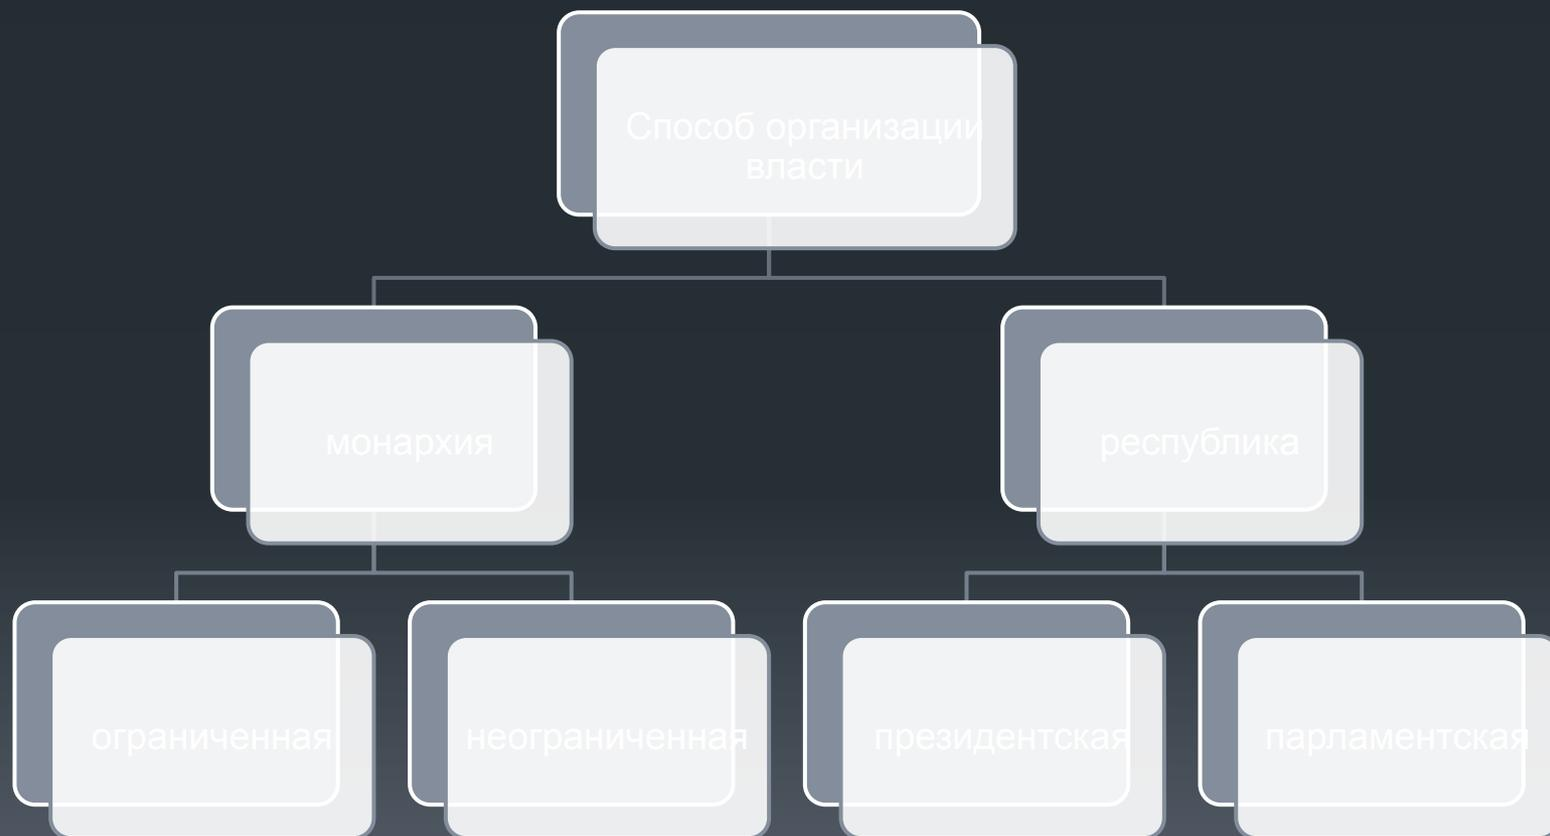 Способ организации
власти
монархия
республика
ограниченная
неограниченная
президентская
парламентская